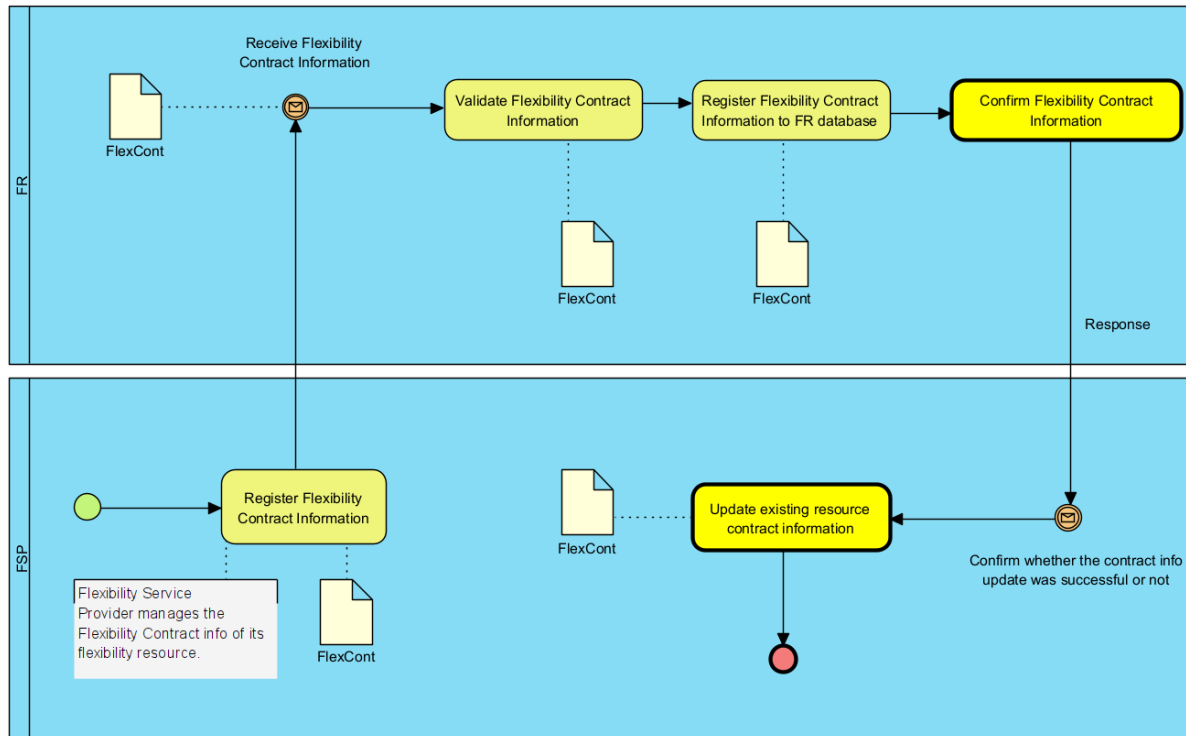 FR
Receive Flexibility
Contract Information
FlexCont
Validate Flexibility Contract
Information
Register Flexibility Contract
Information to FR database
Confirm Flexibility Contract
Information
FlexCont
FlexCont
Response
FSP
Register Flexibility
Contract Information
Flexibility Service
Provider manages the
Flexibility Contract info of its
flexibility resource.
FlexCont
FlexCont
Update existing resource
contract information
Confirm whether the contract info
update was successful or not